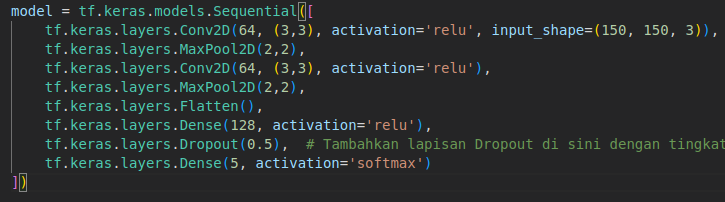 model = tf.keras.models.Sequential([
    tf.keras.layers.Conv2D(64, (3,3), activation='relu', input_shape=(150, 150, 3)),
    tf.keras.layers.MaxPool2D(2,2),
    tf.keras.layers.Conv2D(64, (3,3), activation='relu'),
    tf.keras.layers.MaxPool2D(2,2),
    tf.keras.layers.Flatten(),
    tf.keras.layers.Dense(128, activation='relu'),
    tf.keras.layers.Dropout(0.5),  # Tambahkan lapisan Dropout di sini dengan tingkat
    tf.keras.layers.Dense(5, activation='softmax')
])